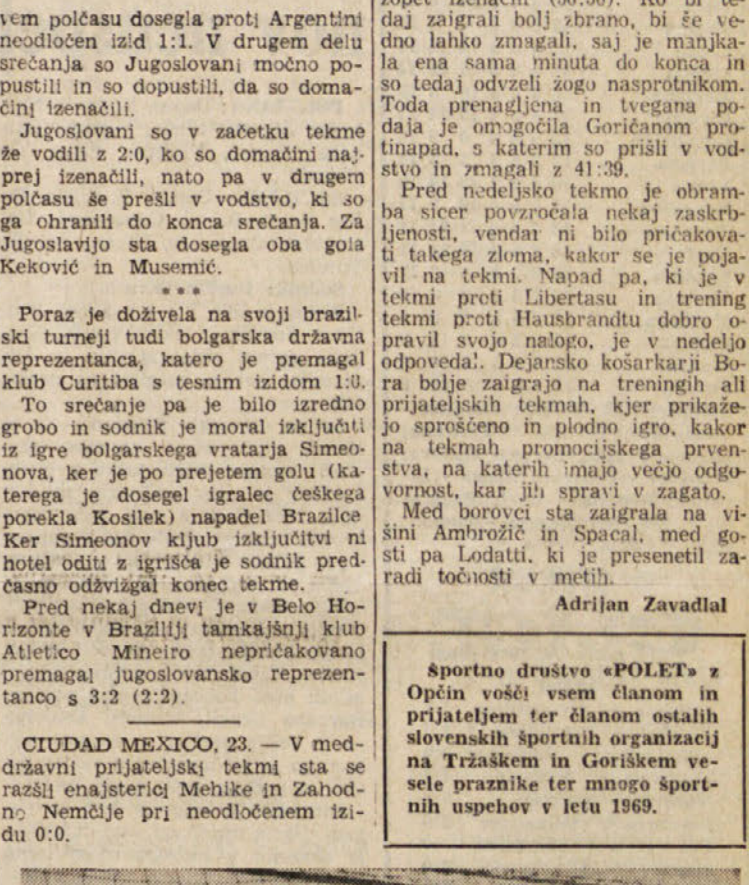 vem polčasu dosegla proti Argentini
neodločen izid 1:1. V drugem delu
srečanja so Jugoslovani močno po-
pustili in so dopustili, da so doma-
čini izenačili.
Jugoslovani so v začetku tekme
že vodili z 2:0, ko so domačini naj-
prej izenačili, nato pa v drugem
polčasu še prešli v vodstvo, ki so
ga ohranili do konca srečanja. Za
Jugoslavijo sta dosegla oba gola
Keković in Musemić.
* * *
Poraz je doživela na svoji brazil-
ski turneji tudi bolgarska državna
reprezentanca, katero je premagal
klub Curitiba s tesnim izidom 1:0.
To srečanje pa je bilo izredno
grobo in sodnik je moral izključiti
iz igre bolgarskega vratarja Simeo-
nova, ker je po prejetem golu (ka-
terega je dosegel igralec češkega
porekla Kosilek) napadel Brazilce
Ker Simeonov kljub izključitvi ni
hotel oditi z igrišča je sodnik pred-
časno odžvižgal konec tekme.
Pred nekaj dnevi je v Belo Ho-
rizonte v Braziliji tamkajšnji klub
Atletico Mineiro nepričakovano
premagal jugoslovansko reprezen-
tanco s 3:2 (2:2).
CIUDAD MEXICO, 23. — V med-
državni prijateljski tekmi sta se
razšli enajsterici Mehike in Zahod-
ne Nemčije pri neodločenem izi-
du 0:0.
zopet izenačni (38:38). Ko bi te-
daj zaigrali bolj zbrano, bi še ve-
dno lahko zmagali, saj je manjka-
la ena sama minuta do konca in
so tedaj odvzeli žogo nasprotnikom.
Toda prenagljena in tvegana po-
daja je omogočila Goričanom pro-
tinapad, s katerim so prišli v vod-
stvo in zmagali z 41:39.
Pred nedeljsko tekmo je obram-
ba sicer povzročala nekaj zaskrb-
ljenosti, vendar ni bilo pričakova-
ti takega zloma, kakor se je poja-
vil na tekmi. Napad pa, ki je v
tekmi proti Libertasu in trening
tekmi proti Hausbrandtu dobro o-
pravil svojo nalogo, je v nedeljo
odpovedal. Dejansko košarkarji Bo-
ra bolje zaigrajo na treningih ali
prijateljskih tekmah, kjer prikaže-
jo sproščeno in plodno igro, kakor
na tekmah promocijskega prven-
stva, na katerih imajo večjo odgo-
vornost, kar jih spravi v zagato.
Med borovci sta zaigrala na vi-
šini Ambrožič in Spacal, med go-
sti pa Lodatti, ki je presenetil za-
radi točnosti v metih.
Adrijan Zavadlal
Športno društvo «POLET» z
Opčin vošči vsem članom in
prijateljem ter članom ostalih
slovenskih športnih organizacij
na Tržaškem in Goriškem ve-
sele praznike ter mnogo šport-
nih uspehov v letu 1969.